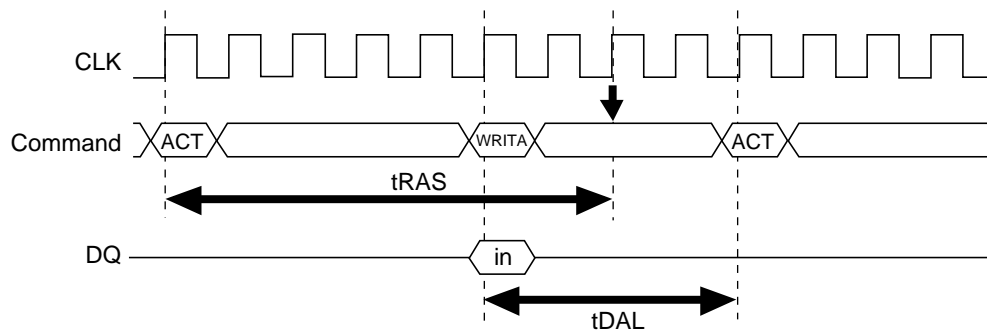 CLK
Command ACT WRITA ACT
tRAS
DQ in
tDAL